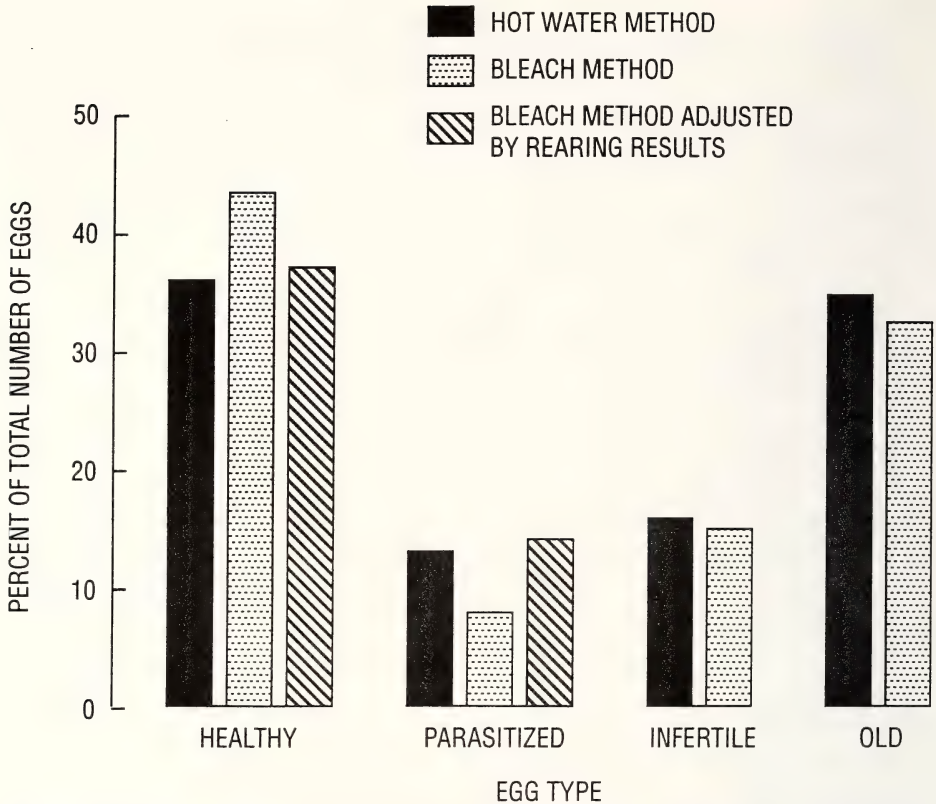 HOT WATER METHOD
BLEACH METHOD
BLEACH METHOD ADJUSTED
BY REARING RESULTS
50
40
30
20
10
0
PERCENT OF TOTAL NUMBER OF EGGS
HEALTHY PARASITIZED INFERTILE OLD
EGG TYPE